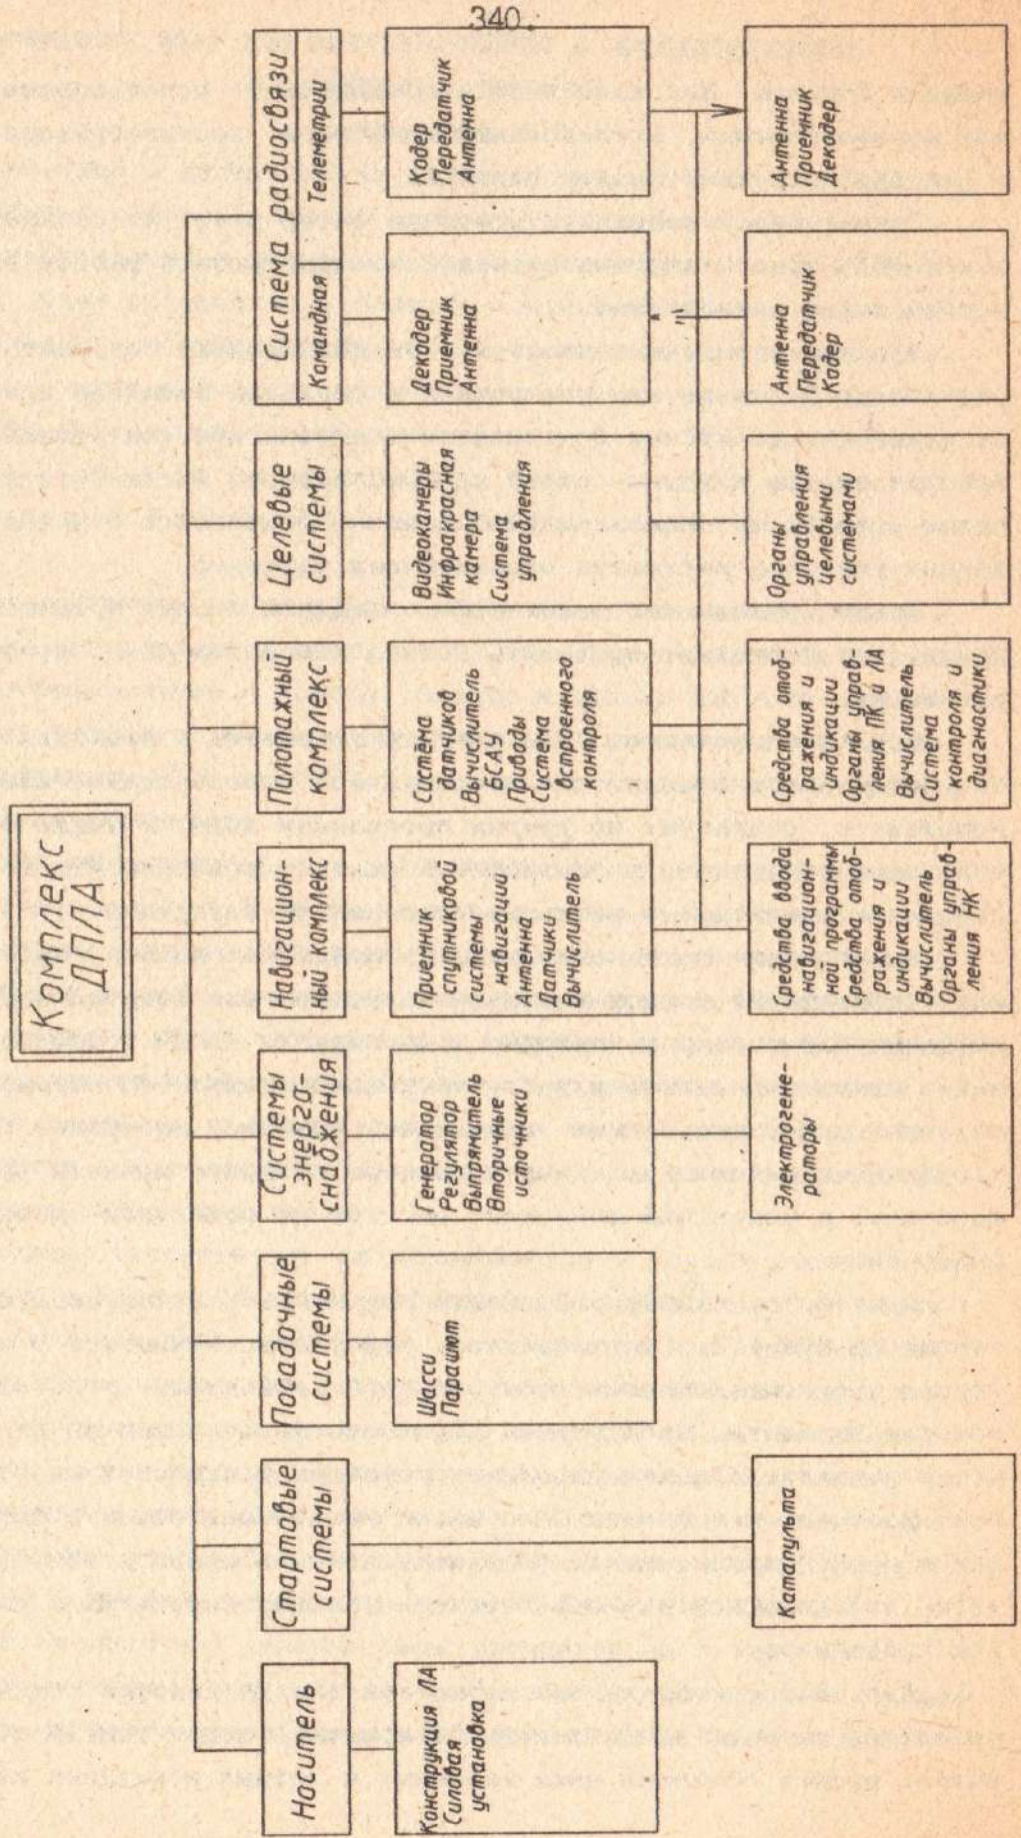 340.
Комплекс
ДПЛА
Носитель
Стартовые
системы
Посадочные
системы
Системы
энерго-
снабжения
Навигацион-
ный комплекс
Пилотажный
комплекс
Целевые
системы
Система радиосвязи
Командная
Телеметрии
Конструкция ЛА
Силовая
установка
Шасси
Парашют
Генератор
Регулятор
Выпрямитель
Вторичные
источники
Приемник
спутниковой
системы
навигации
Антенна
Датчики
Вычислитель
Система
датчиков
Вычислитель
БСАУ
Приводы
Система
встроенного
контроля
Видеокамеры
Инфракрасная
камера
Система
управления
Декодер
Приемник
Антенна
Кодер
Передатчик
Антенна
Катапульта
Электрогене-
раторы
Средства ввода
навигацион-
ной программы
Средства отоб-
ражения и
индикации
Вычислитель
Органы управ-
ления НК
Средства отоб-
ражения и
индикации
Органы управ-
ления ПК и ЛА
Вычислитель
Система
контроля и
диагностики
Органы
управления
целевыми
системами
Антенна
Передатчик
Кодер
Антенна
Приемник
Декодер